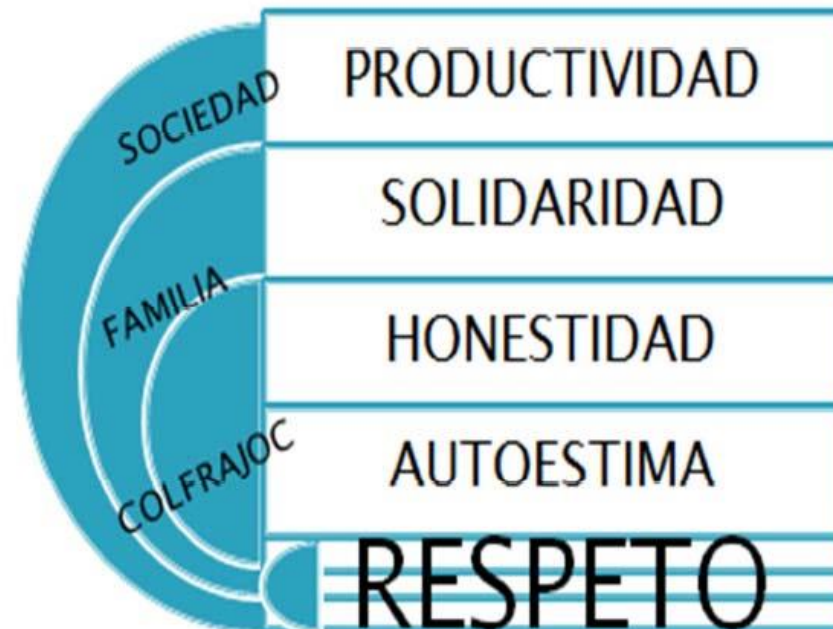 SOCIEDAD
PRODUCTIVIDAD
SOLIDARIDAD
FAMILIA
HONESTIDAD
COLFRAJOC
AUTOESTIMA
RESPETO